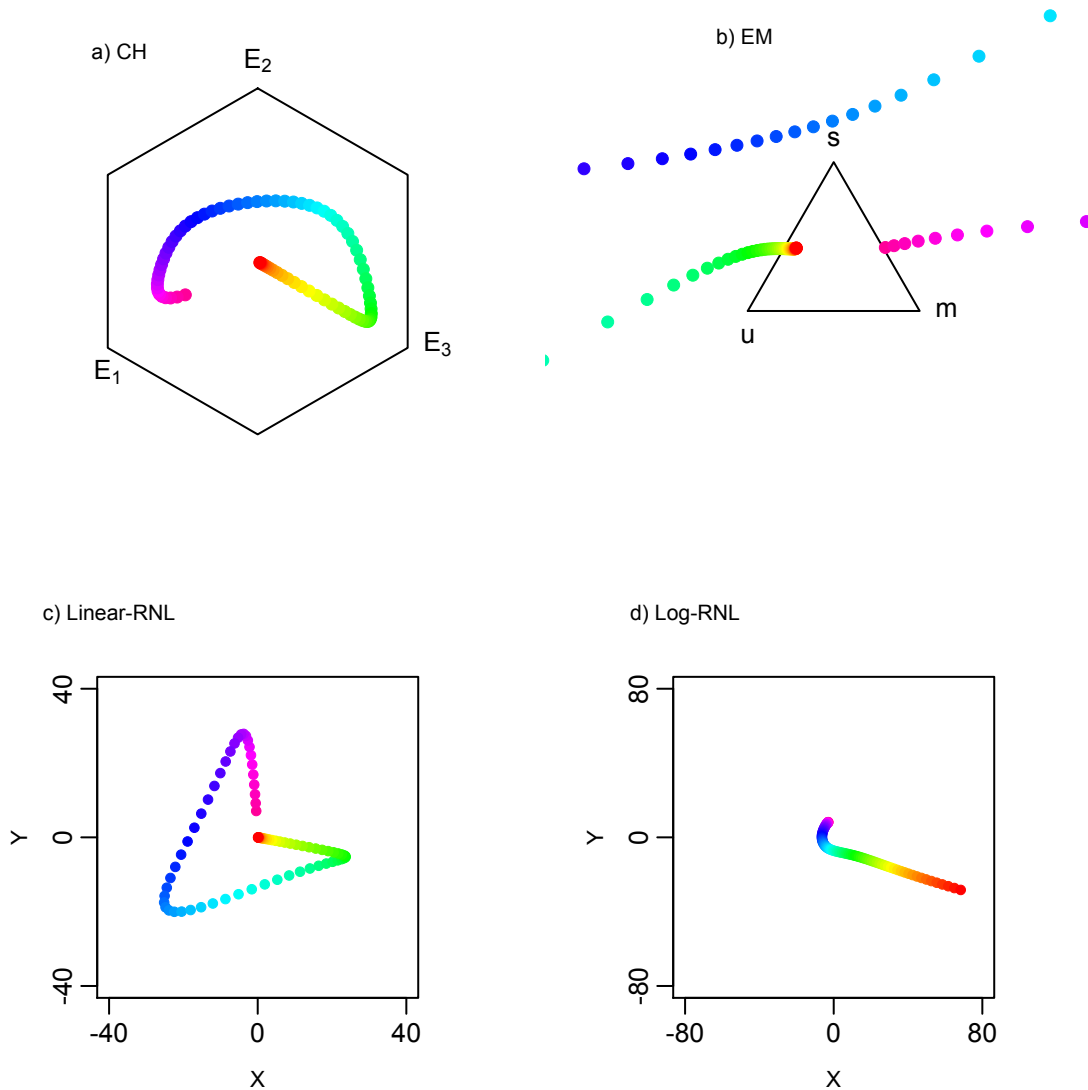 a) CH
E₂
E₁
E₃
b) EM
s
u
m
c) Linear-RNL
40
0
-40
Y
-40
0
40
X
d) Log-RNL
80
0
-80
Y
-80
0
80
X